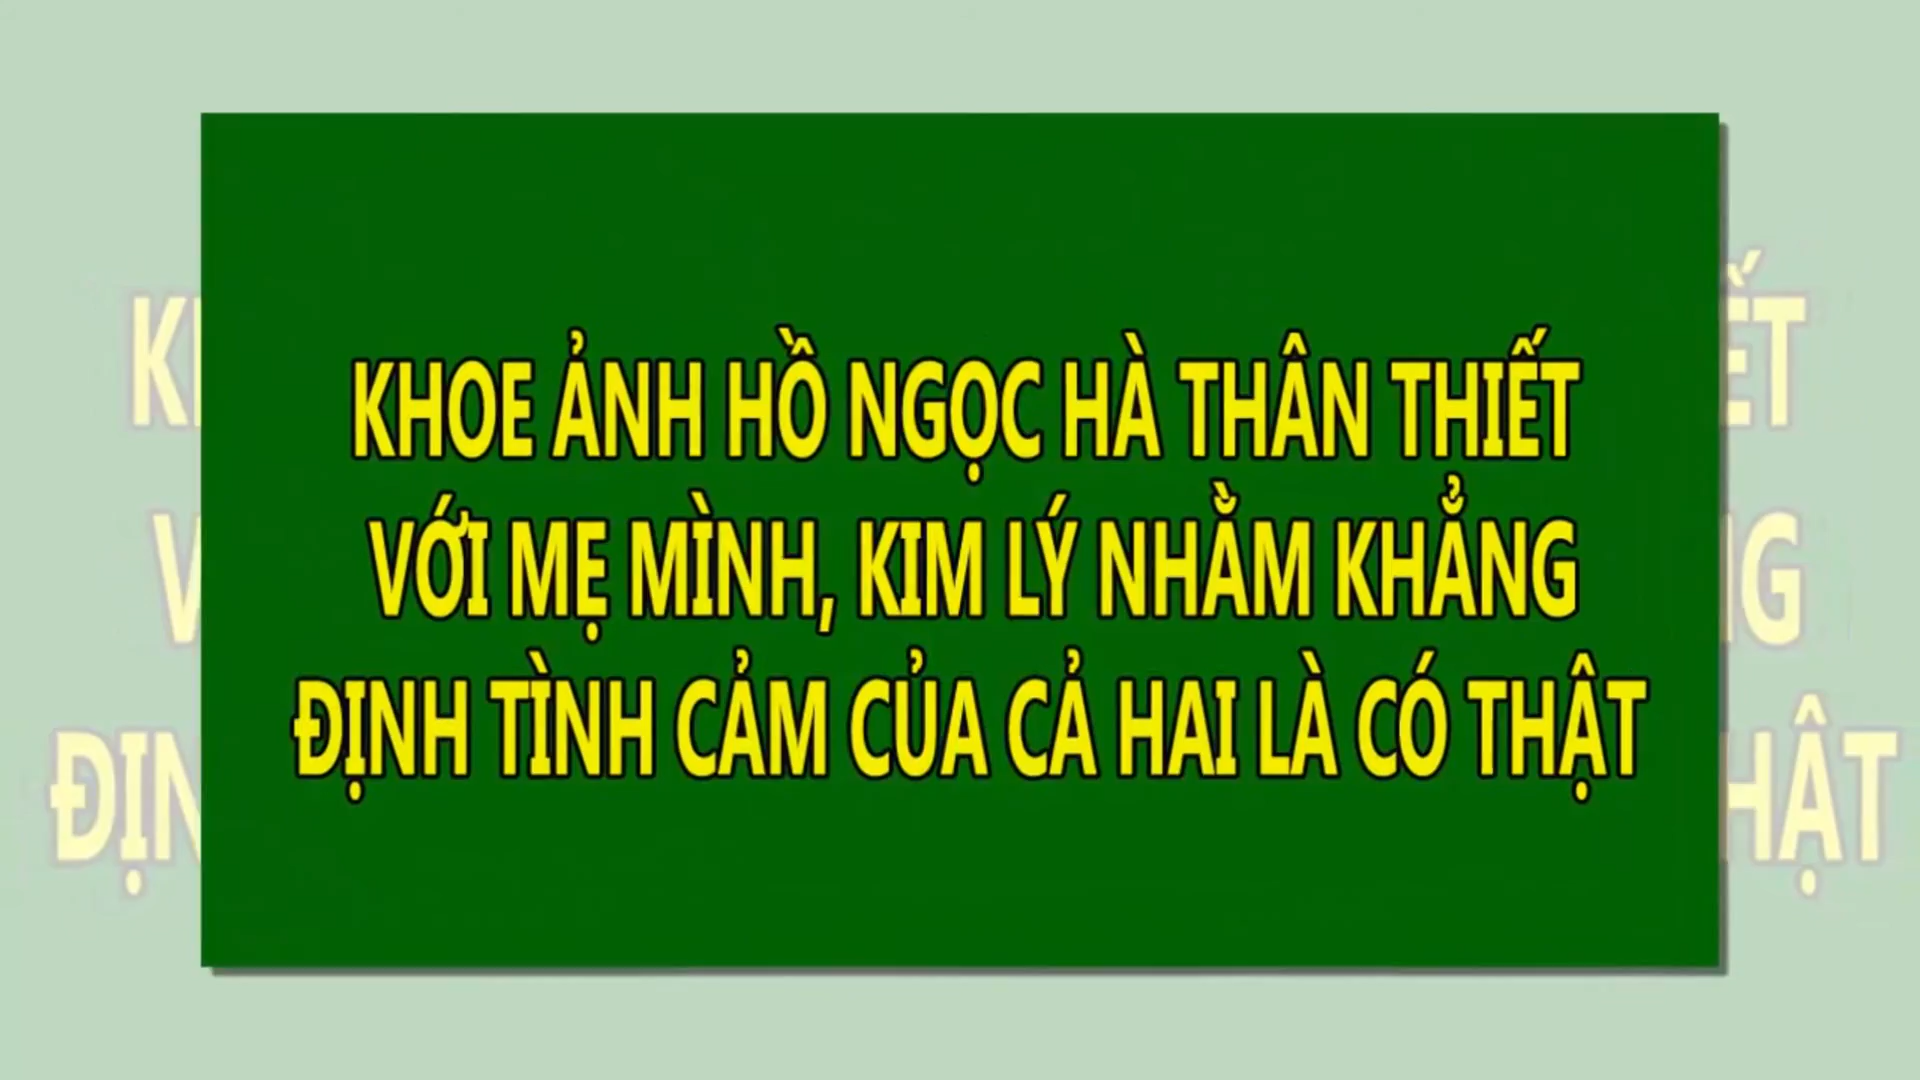 KHOE ẢNH HỒ NGỌC HÀ THÂN THIẾT
VỚI MẸ MÌNH, KIM LÝ NHẰM KHẲNG
ĐỊNH TÌNH CẢM CỦA CẢ HAI LÀ CÓ THẬT